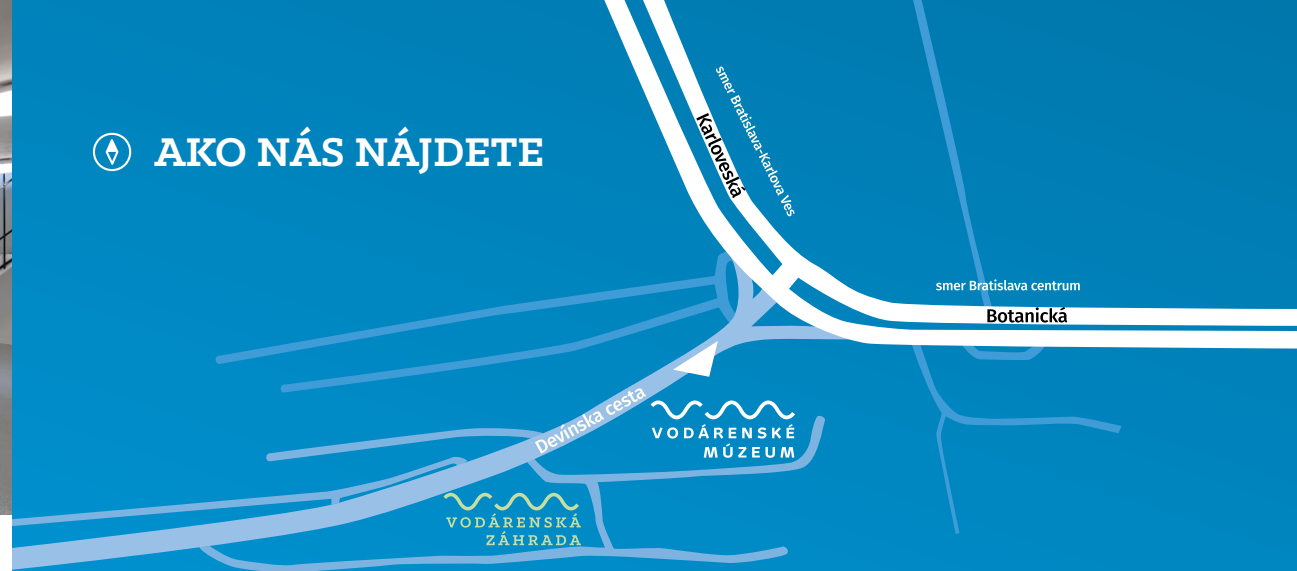 AKO NÁS NÁJDETE
Karloveská
smer Bratislava-Karlova Ves
smer Bratislava centrum
Botanická
Devínska cesta
VODÁRENSKÉ
MÚZEUM
VODÁRENSKÁ
ZÁHRADA